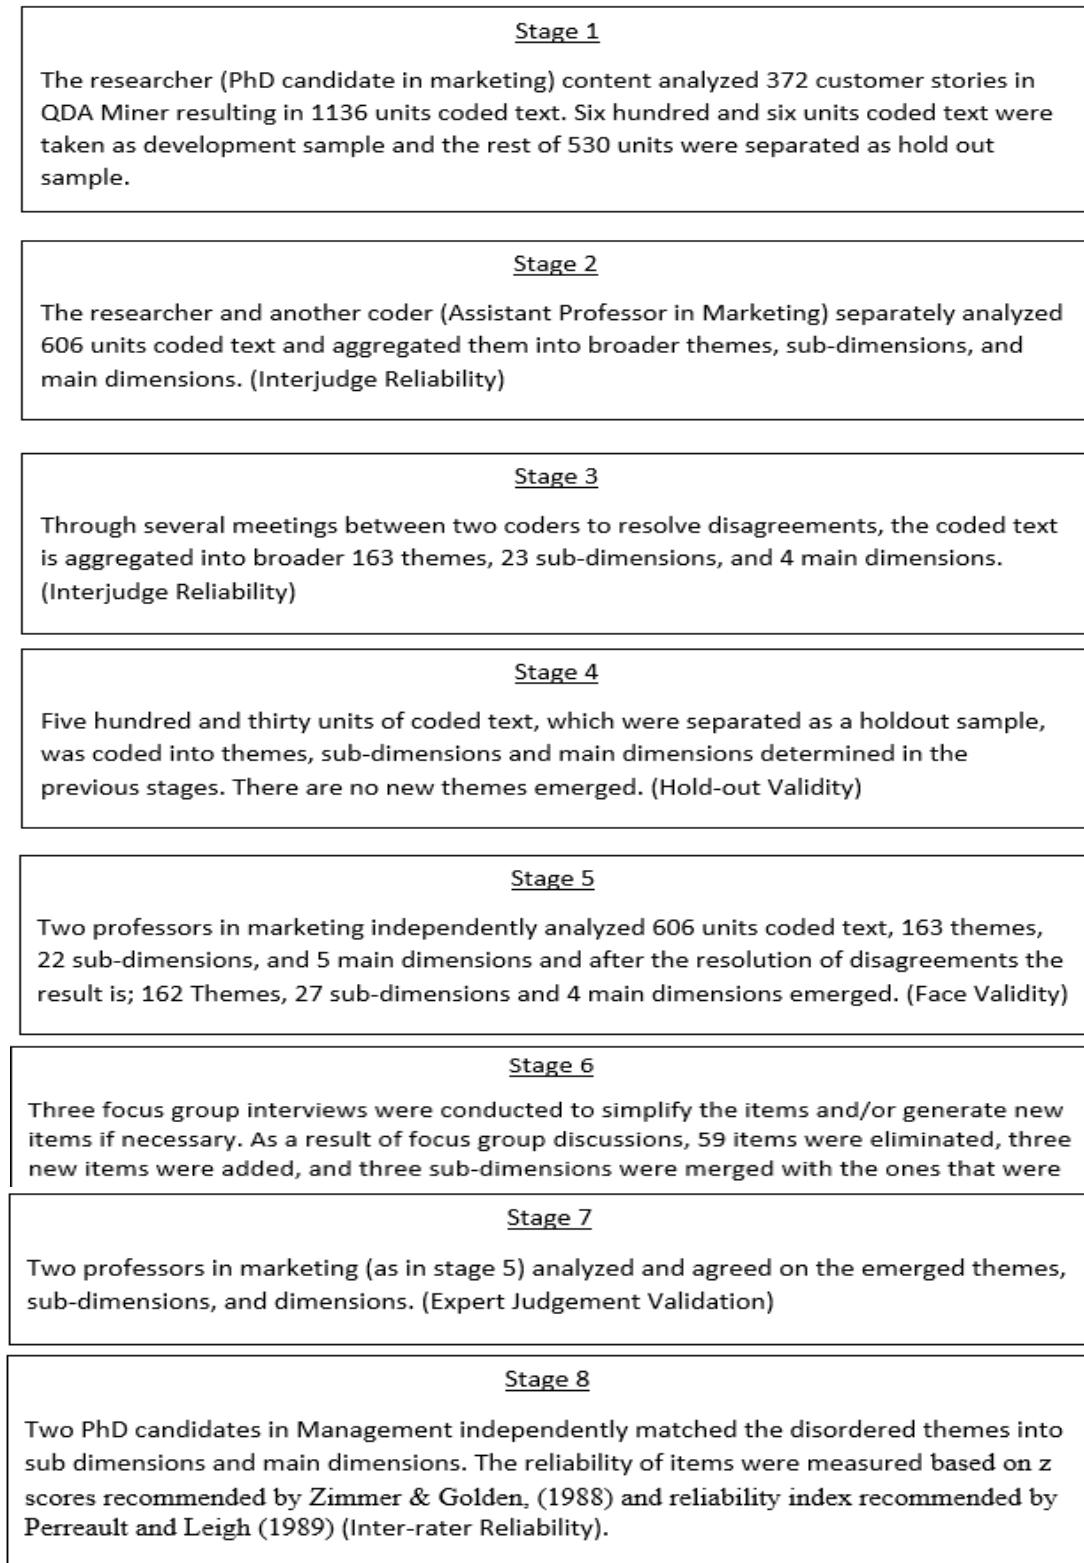 Stage 1
The researcher (PhD candidate in marketing) content analyzed 372 customer stories in
QDA Miner resulting in 1136 units coded text. Six hundred and six units coded text were
taken as development sample and the rest of 530 units were separated as hold out
sample.
Stage 2
The researcher and another coder (Assistant Professor in Marketing) separately analyzed
606 units coded text and aggregated them into broader themes, sub-dimensions, and
main dimensions. (Interjudge Reliability)
Stage 3
Through several meetings between two coders to resolve disagreements, the coded text
is aggregated into broader 163 themes, 23 sub-dimensions, and 4 main dimensions.
(Interjudge Reliability)
Stage 4
Five hundred and thirty units of coded text, which were separated as a holdout sample,
was coded into themes, sub-dimensions and main dimensions determined in the
previous stages. There are no new themes emerged. (Hold-out Validity)
Stage 5
Two professors in marketing independently analyzed 606 units coded text, 163 themes,
22 sub-dimensions, and 5 main dimensions and after the resolution of disagreements the
result is; 162 Themes, 27 sub-dimensions and 4 main dimensions emerged. (Face Validity)
Stage 6
Three focus group interviews were conducted to simplify the items and/or generate new
items if necessary. As a result of focus group discussions, 59 items were eliminated, three
new items were added, and three sub-dimensions were merged with the ones that were
Stage 7
Two professors in marketing (as in stage 5) analyzed and agreed on the emerged themes,
sub-dimensions, and dimensions. (Expert Judgement Validation)
Stage 8
Two PhD candidates in Management independently matched the disordered themes into
sub dimensions and main dimensions. The reliability of items were measured based on z
scores recommended by Zimmer & Golden, (1988) and reliability index recommended by
Perreault and Leigh (1989) (Inter-rater Reliability).